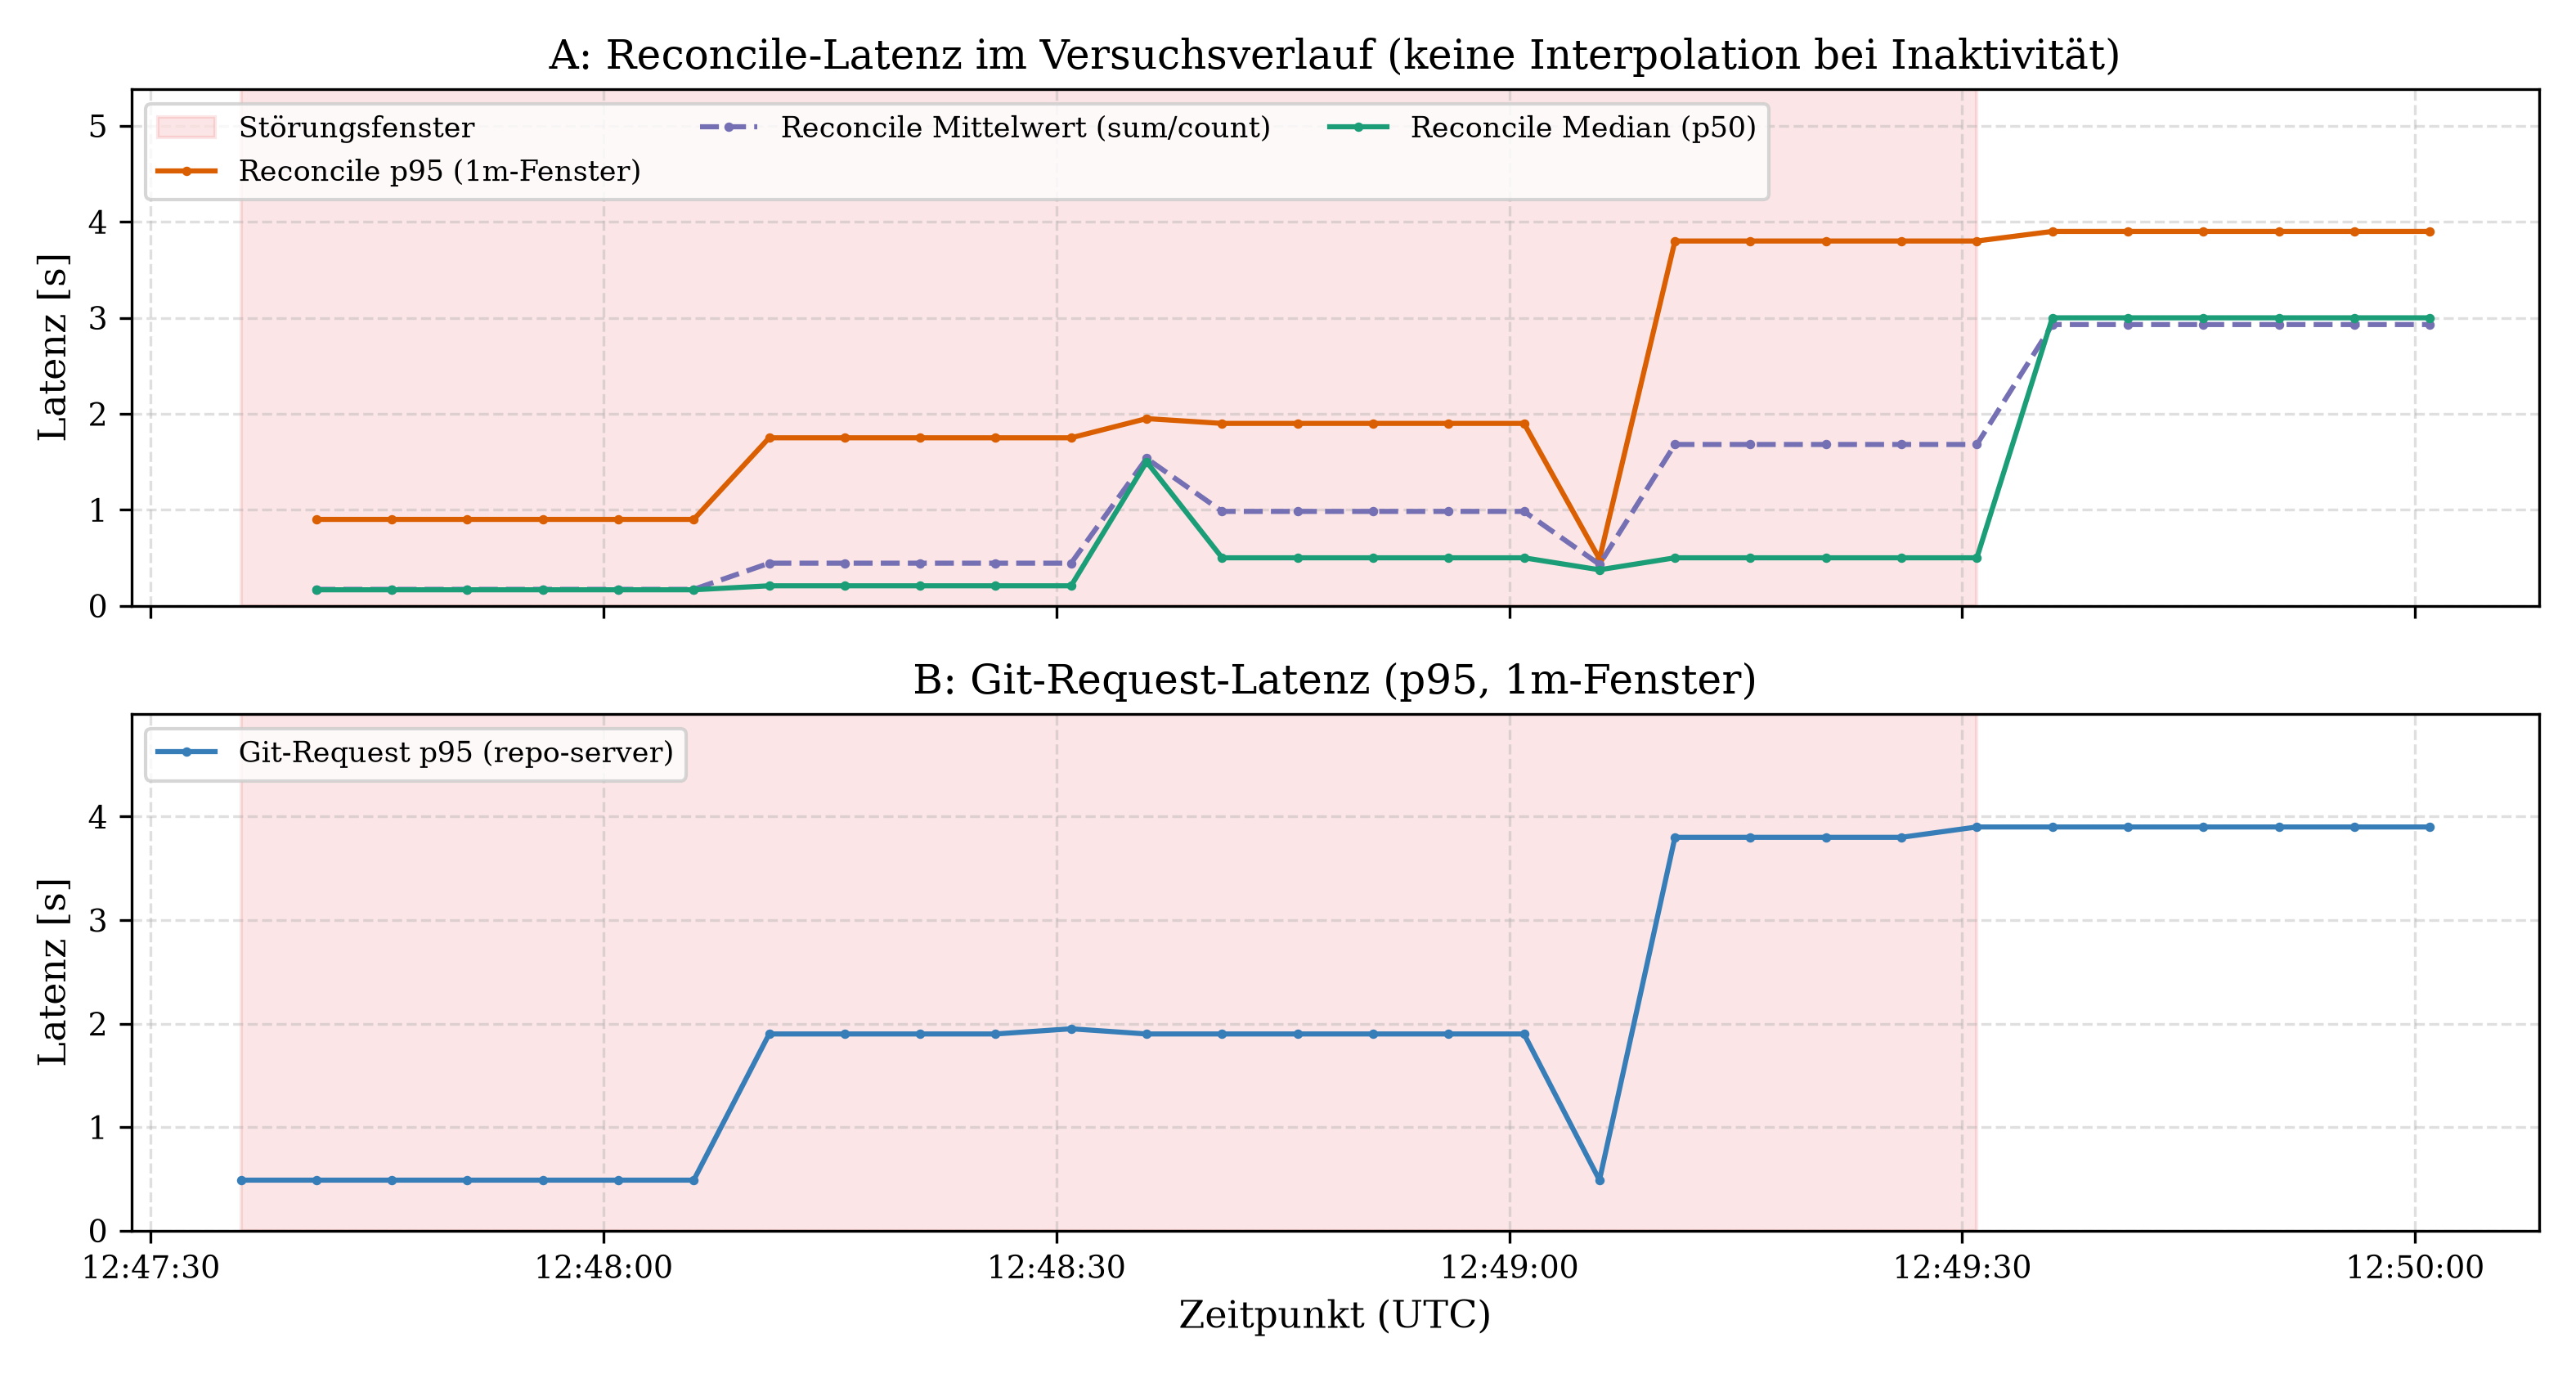 A: Reconcile-Latenz im Versuchsverlauf (keine Interpolation bei Inaktivität)
Störungsfenster
Reconcile p95 (1m-Fenster)
Reconcile Mittelwert (sum/count)
Reconcile Median (p50)
Latenz [s]
5
4
3
2
1
0
B: Git-Request-Latenz (p95, 1m-Fenster)
Git-Request p95 (repo-server)
Latenz [s]
4
3
2
1
0
12:47:30 12:48:00 12:48:30 12:49:00 12:49:30 12:50:00
Zeitpunkt (UTC)